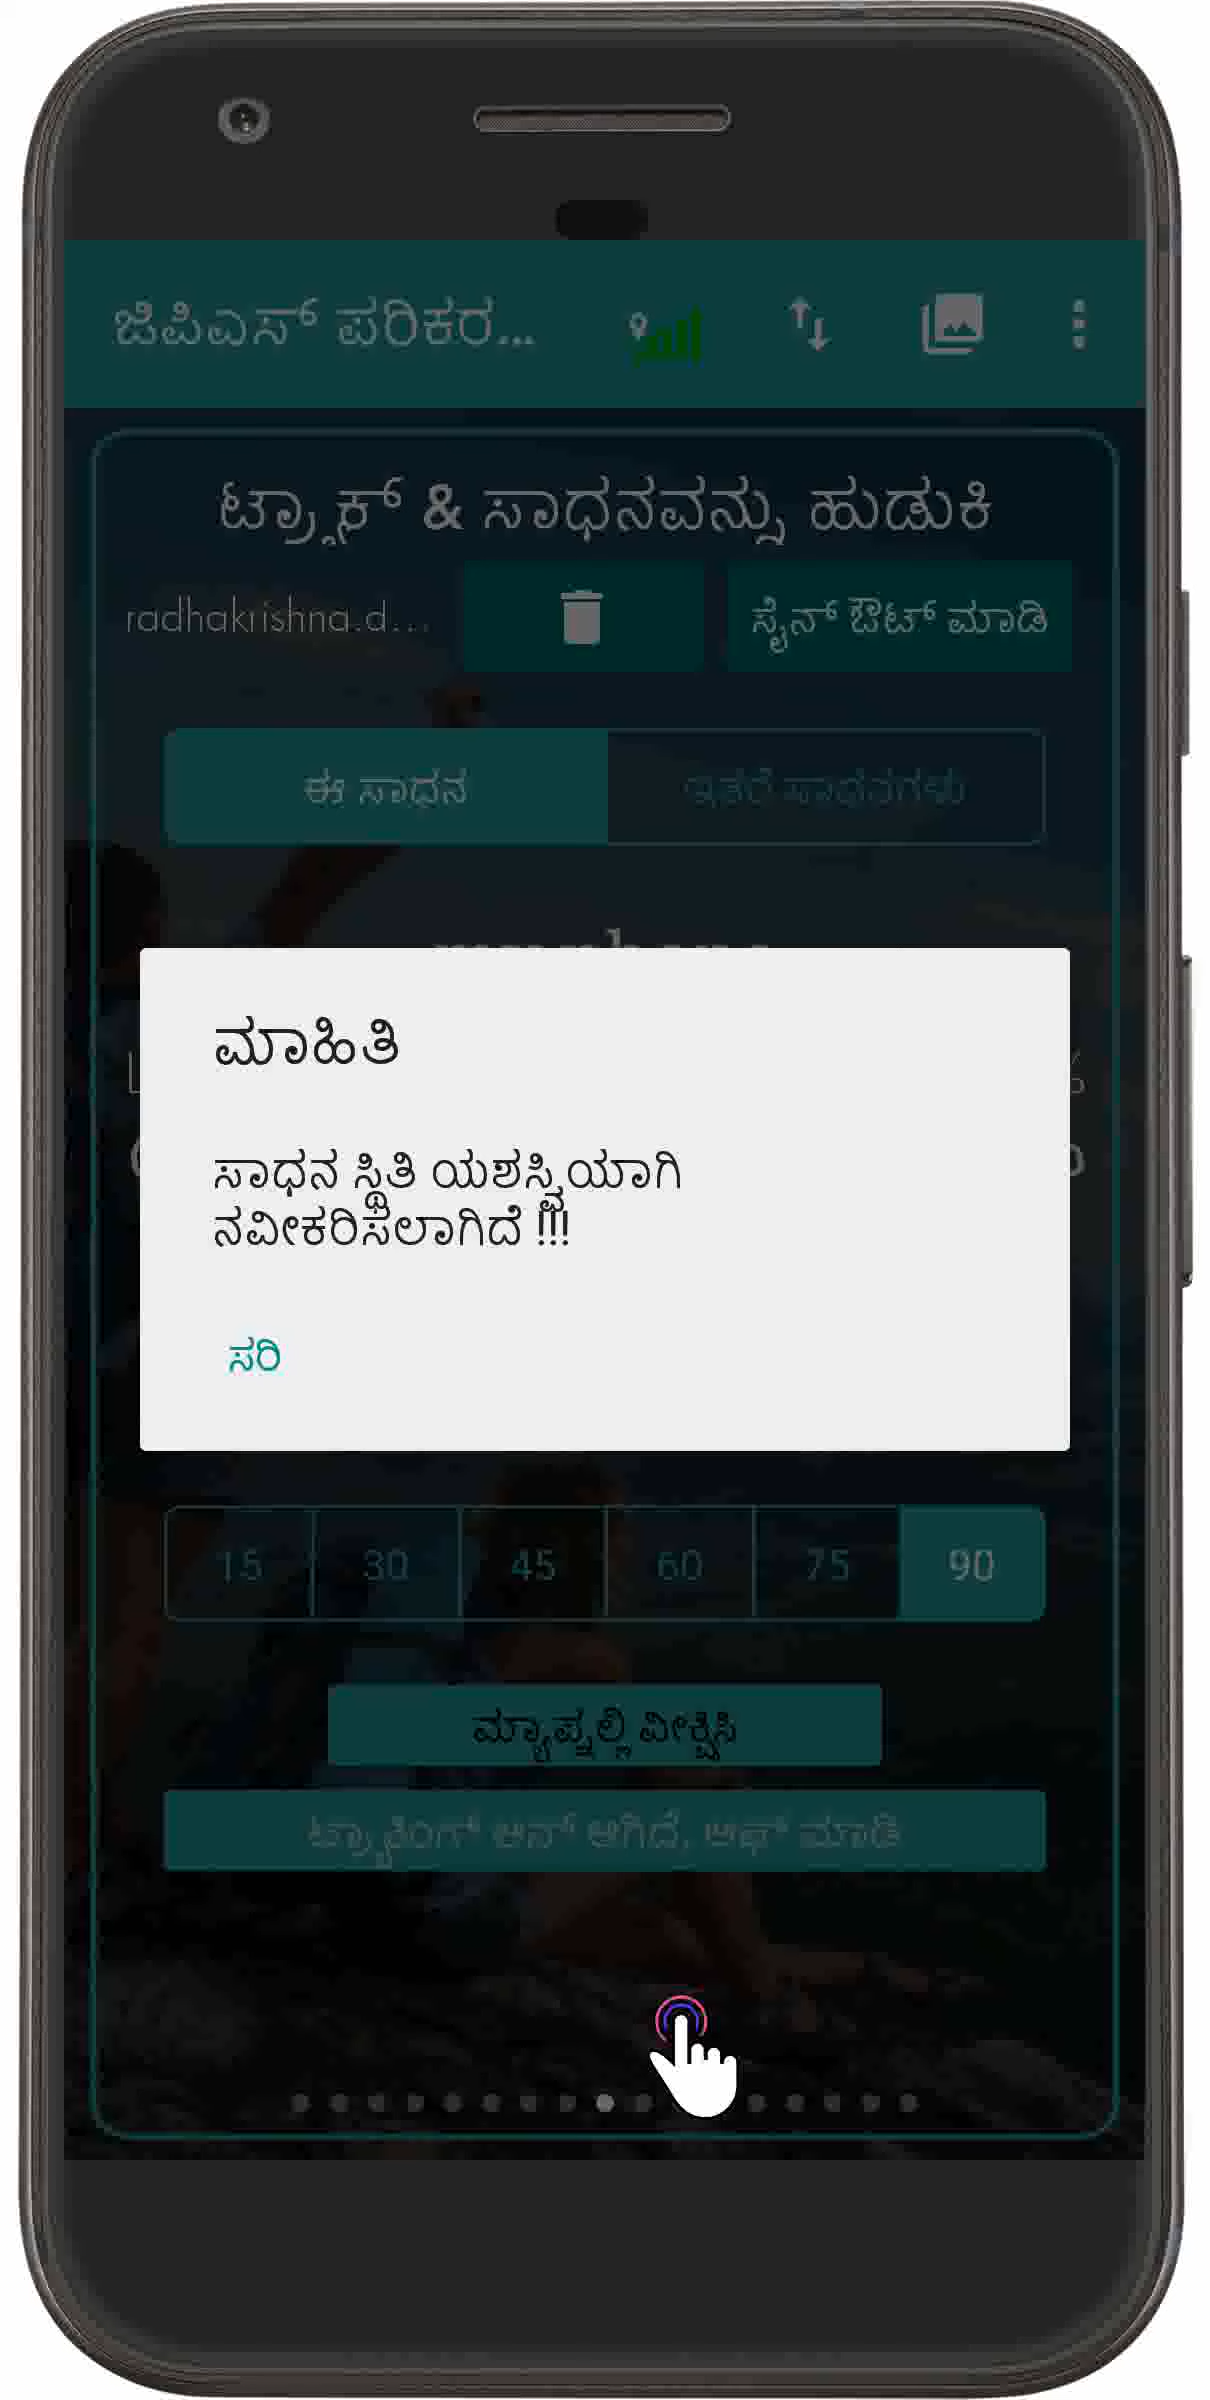 ಜಿಪಿಎಸ್ ಪರಿಕರ...
ಟ್ರ್ಯಾಕ್ & ಸಾಧನವನ್ನು ಹುಡುಕಿ
radhakrishna.d...
ಸೈನ್ ಔಟ್ ಮಾಡಿ
ಈ ಸಾಧನ
ಇತರೆ ಸಾಧನಗಳು
ಮಾಹಿತಿ
ಸಾಧನ ಸ್ಥಿತಿ ಯಶಸ್ವಿಯಾಗಿ
ನವೀಕರಿಸಲಾಗಿದೆ !!!
ಸರಿ
15 30 45 60 75 90
ಮ್ಯಾಪ್ನಲ್ಲಿ ವೀಕ್ಷಿಸಿ
ಟ್ರ್ಯಾಕಿಂಗ್ ಆನ್ ಆಗಿದೆ, ಆಫ್ ಮಾಡಿ